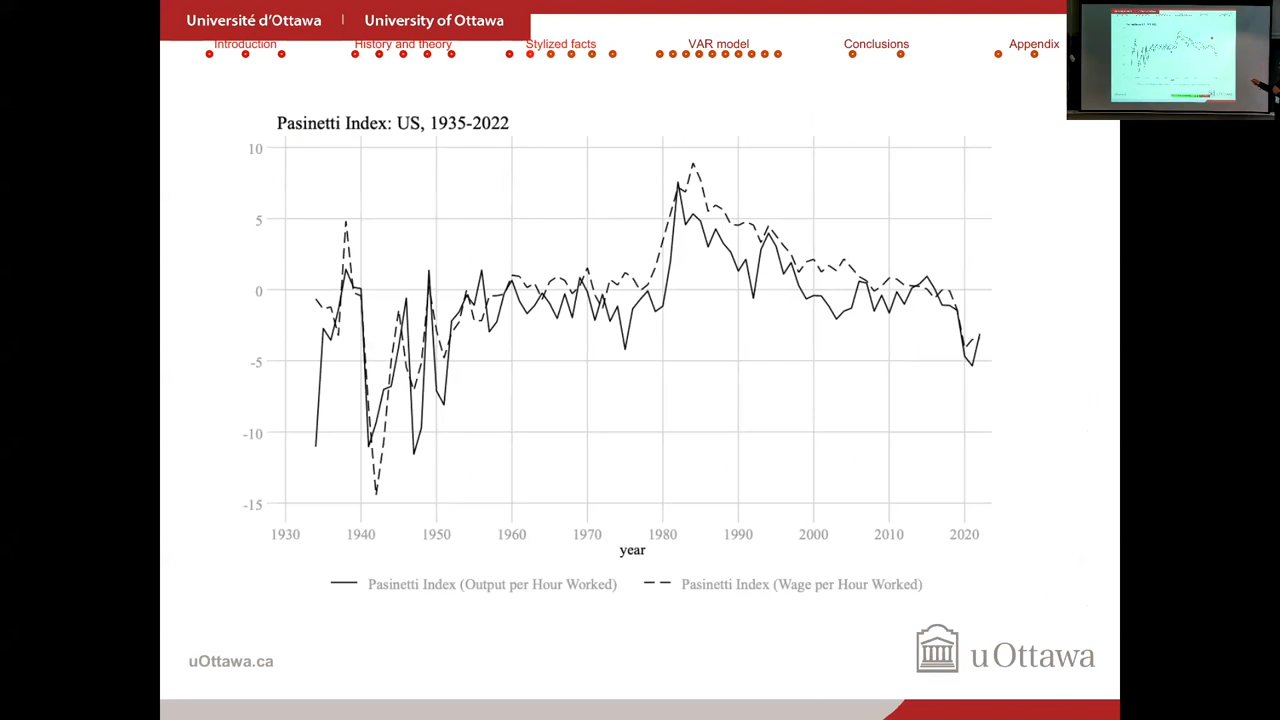 Université d'Ottawa | University of Ottawa
Introduction History and theory Stylized facts VAR model Conclusions Appendix
Pasinetti Index: US, 1935-2022
10
5
0
-5
-10
-15
1930 1940 1950 1960 1970 1980 1990 2000 2010 2020
year
Pasinetti Index (Output per Hour Worked) Pasinetti Index (Wage per Hour Worked)
uOttawa.ca
uOttawa